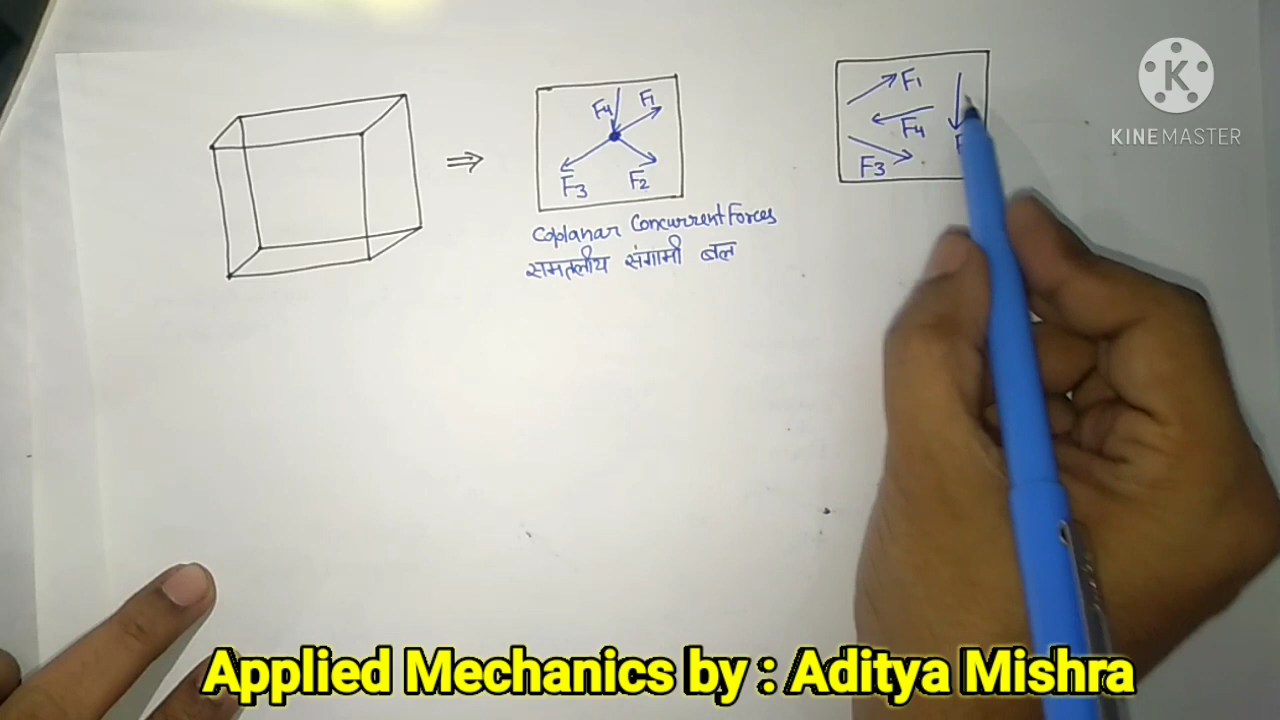 F4
F1
F3
F2
Coplanar Concurrent Forces
समतलीय संगामी बल
F1
F4
F3
K
KINEMASTER
Applied Mechanics by : Aditya Mishra